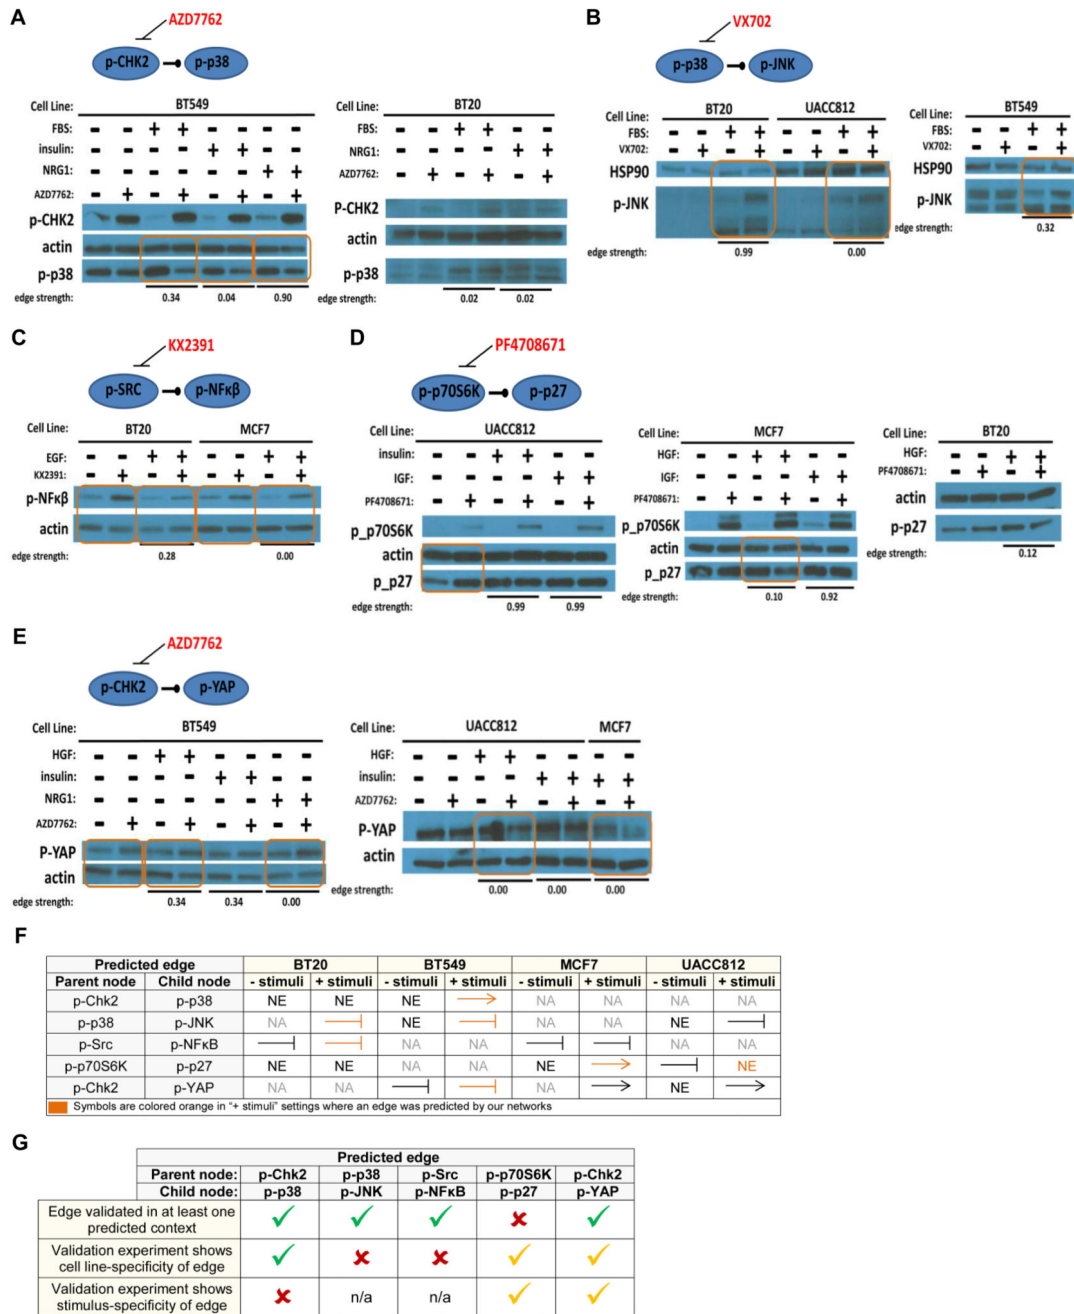 A
AZD7762
p-CHK2
p-p38
Cell Line: BT549
FBS: - - + + - - - -
insulin: - - - - + + - -
NRG1: - - - - - - + +
AZD7762: - + - + - + - +
p-CHK2
actin
p-p38
edge strength: 0.34 0.04 0.90
Cell Line: BT20
FBS: - - + + - -
NRG1: - - - - + +
AZD7762: - + - + - +
P-CHK2
actin
p-p38
edge strength: 0.02 0.02
B
VX702
p-p38
p-JNK
Cell Line: BT20 UACC812
FBS: - - + + - - + +
VX702: - + - + - + - +
HSP90
p-JNK
edge strength: 0.99 0.00
Cell Line: BT549
FBS: - - + +
VX702: - + - +
HSP90
p-JNK
edge strength: 0.32
C
KX2391
p-SRC
p-NFκβ
Cell Line: BT20 MCF7
EGF: - - + + - - + +
KX2391: - + - + - + - +
p-NFκβ
actin
edge strength: 0.28 0.00
D
PF4708671
p-p70S6K
p-p27
Cell Line: UACC812
insulin: - - + + - -
IGF: - - - - + +
PF4708671: - + - + - +
p_p70S6K
actin
p_p27
edge strength: 0.99 0.99
Cell Line: MCF7
HGF: - - + + - -
IGF: - - - - + +
PF4708671: - + - + - +
p_p70S6K
actin
p_p27
edge strength: 0.10 0.92
Cell Line: BT20
HGF: - - + +
PF4708671: - + - +
actin
p-p27
edge strength: 0.12
E
AZD7762
p-CHK2
p-YAP
Cell Line: BT549
HGF: - - + + - - - -
insulin: - - - - + + - -
NRG1: - - - - - - + +
AZD7762: - + - + - + - +
P-YAP
actin
edge strength: 0.34 0.34 0.00
Cell Line: UACC812 MCF7
HGF: - - + + - - - -
insulin: - - - - + + + +
AZD7762: - + - + - + - +
P-YAP
actin
edge strength: 0.00 0.00 0.00
F
Predicted edge BT20 BT549 MCF7 UACC812
Parent node Child node - stimuli + stimuli - stimuli + stimuli - stimuli + stimuli - stimuli + stimuli
p-Chk2 p-p38 NE NE NE NA NA NA NA
p-p38 p-JNK NA NE NA NA NE
p-Src p-NFκB NA NA NA NA
p-p70S6K p-p27 NE NE NA NA NE NE
p-Chk2 p-YAP NA NA NA NE
Symbols are colored orange in "+ stimuli" settings where an edge was predicted by our networks
G
Predicted edge
Parent node: p-Chk2 p-p38 p-Src p-p70S6K p-Chk2
Child node: p-p38 p-JNK p-NFκB p-p27 p-YAP
Edge validated in at least one
predicted context
Validation experiment shows
cell line-specificity of edge
Validation experiment shows
stimulus-specificity of edge
n/a n/a